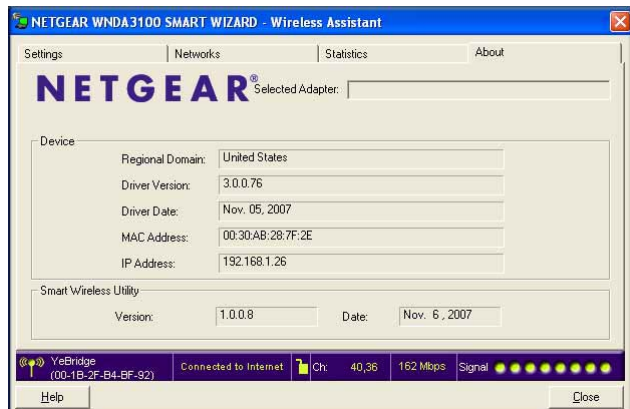 NETGEAR WNDA3100 SMART WIZARD - Wireless Assistant
Settings Networks Statistics About
NETGEAR® Selected Adapter:
Device
Regional Domain: United States
Driver Version: 3.0.0.76
Driver Date: Nov. 05, 2007
MAC Address: 00:30:AB:28:7F:2E
IP Address: 192.168.1.26
Smart Wireless Utility
Version: 1.0.0.8 Date: Nov. 6 , 2007
YeBridge
(00-1B-2F-B4-BF-92) Connected to Internet Ch: 40,36 162 Mbps Signal
Help Close